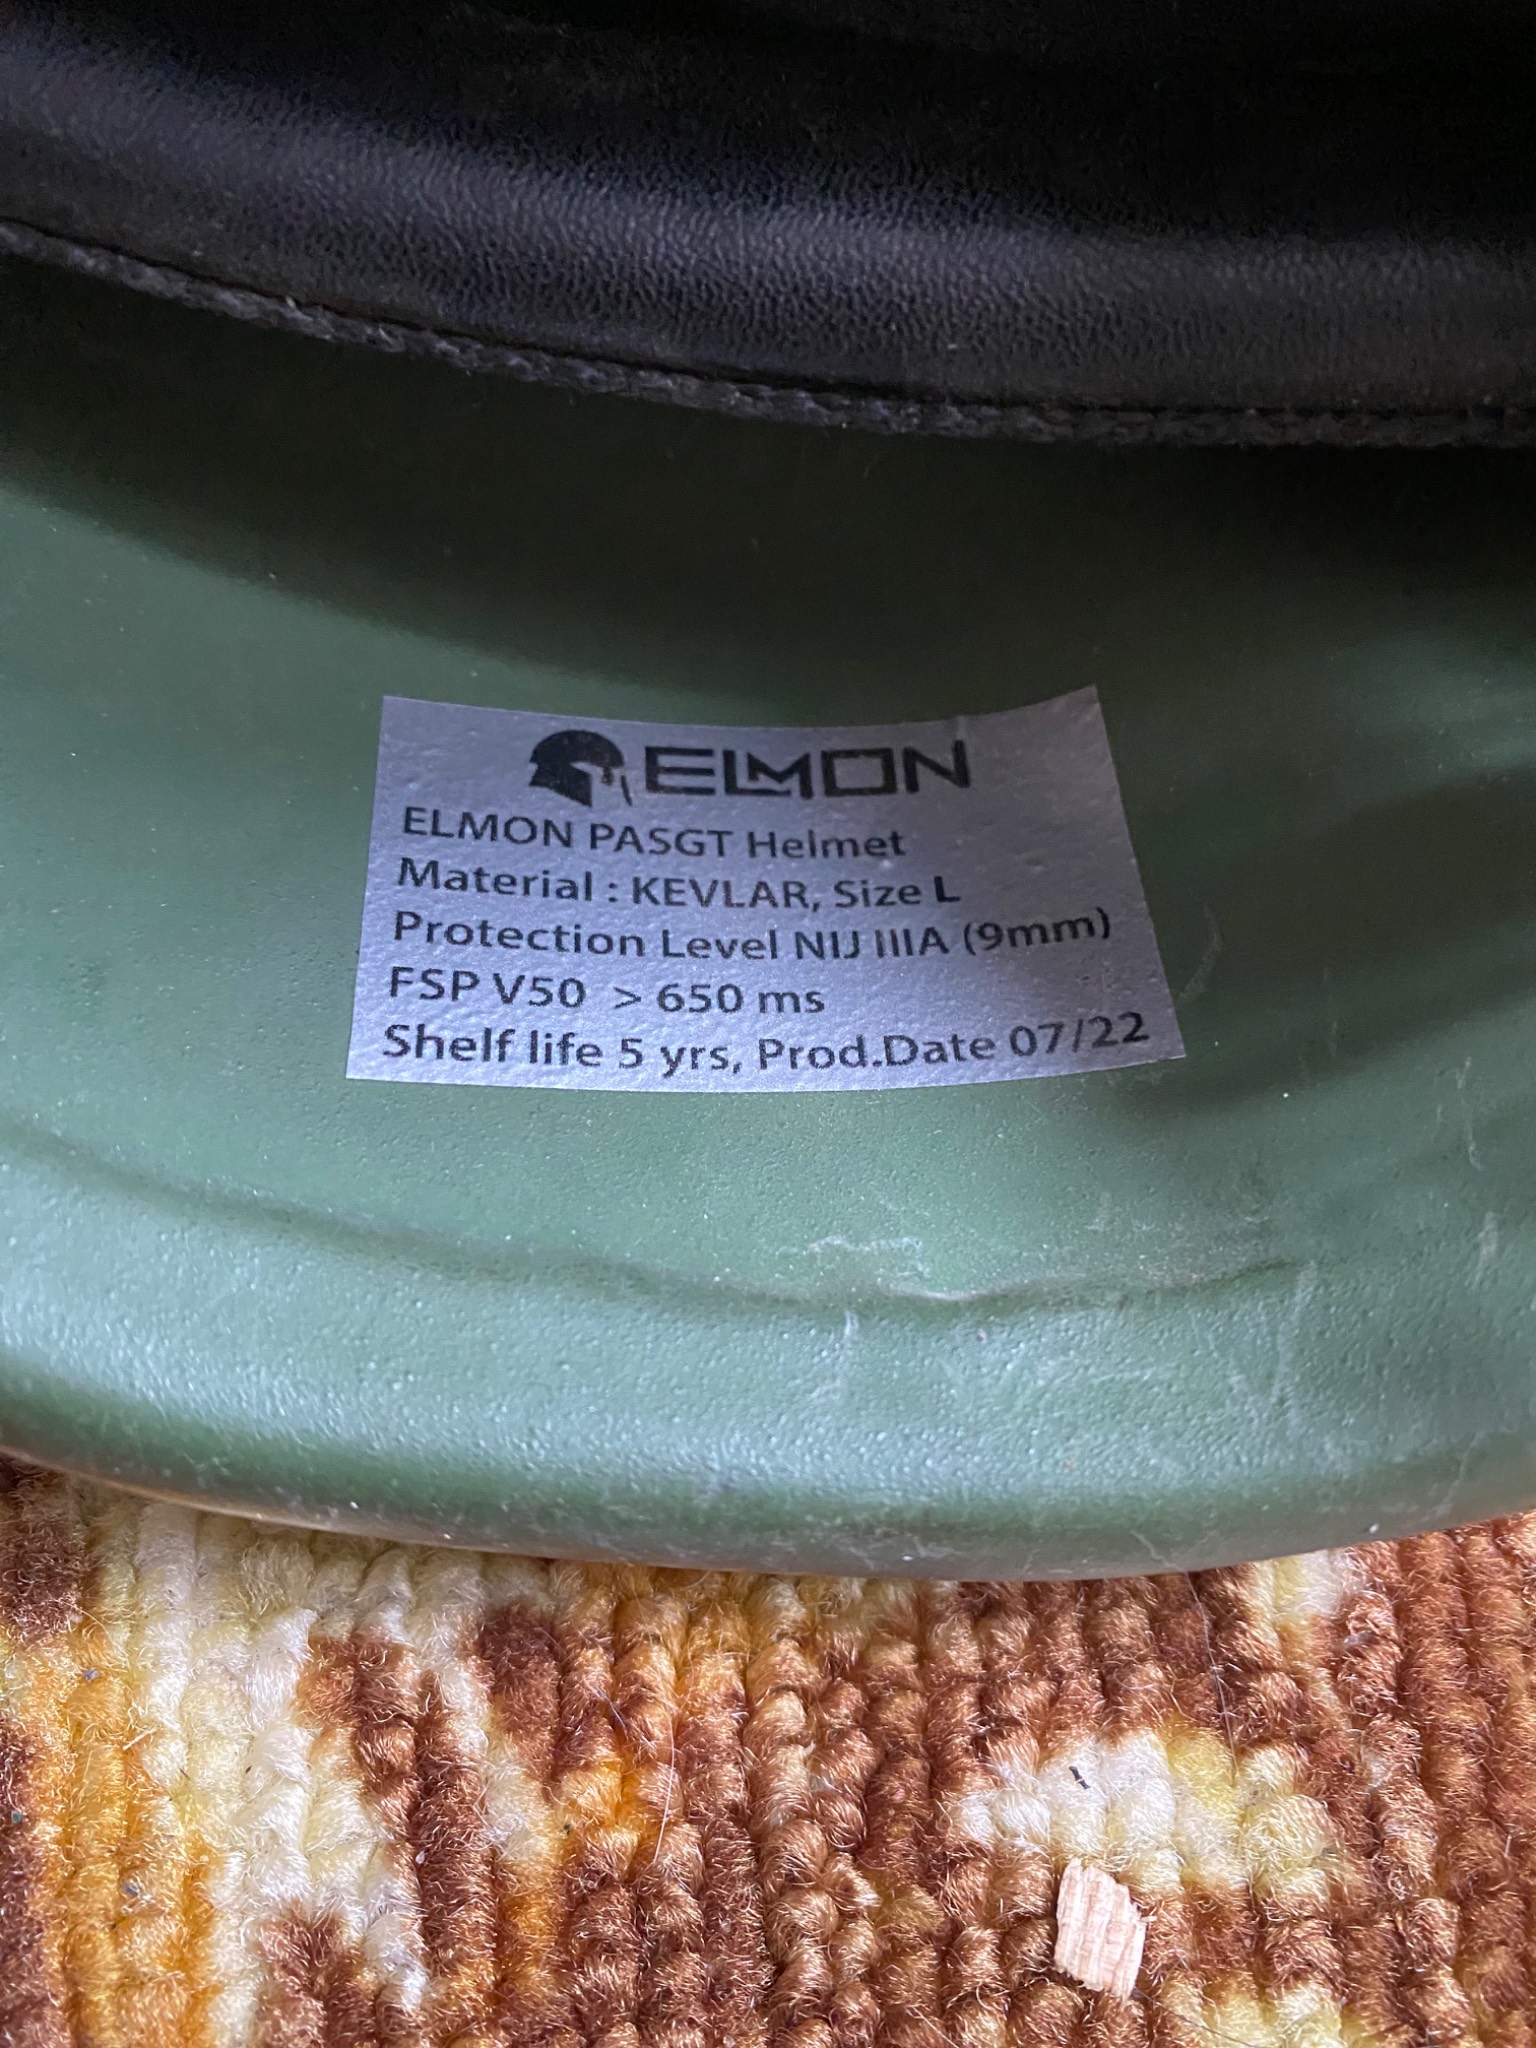 ELMON
ELMON PASGT Helmet
Material : KEVLAR, Size L
Protection Level NIJ IIIA (9mm)
FSP V50 > 650 ms
Shelf life 5 yrs, Prod.Date 07/22